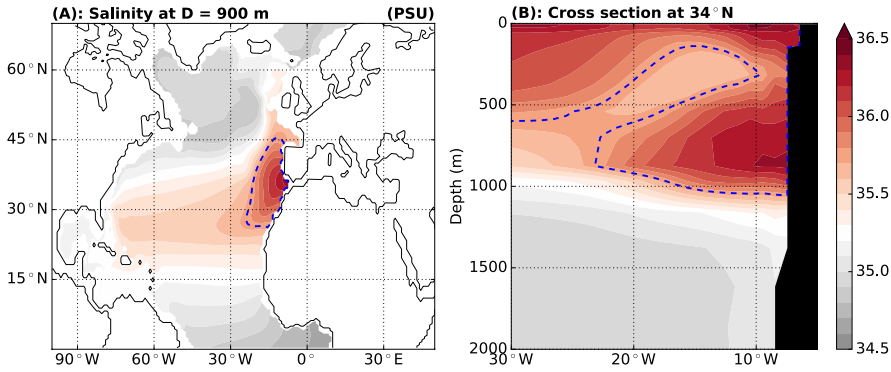 (A): Salinity at D = 900 m (PSU)
(B): Cross section at 34°N
60°N
45°N
30°N
15°N
90°W 60°W 30°W 0° 30°E
Depth (m)
0
500
1000
1500
2000
30°W 20°W 10°W
36.5
36.0
35.5
35.0
34.5